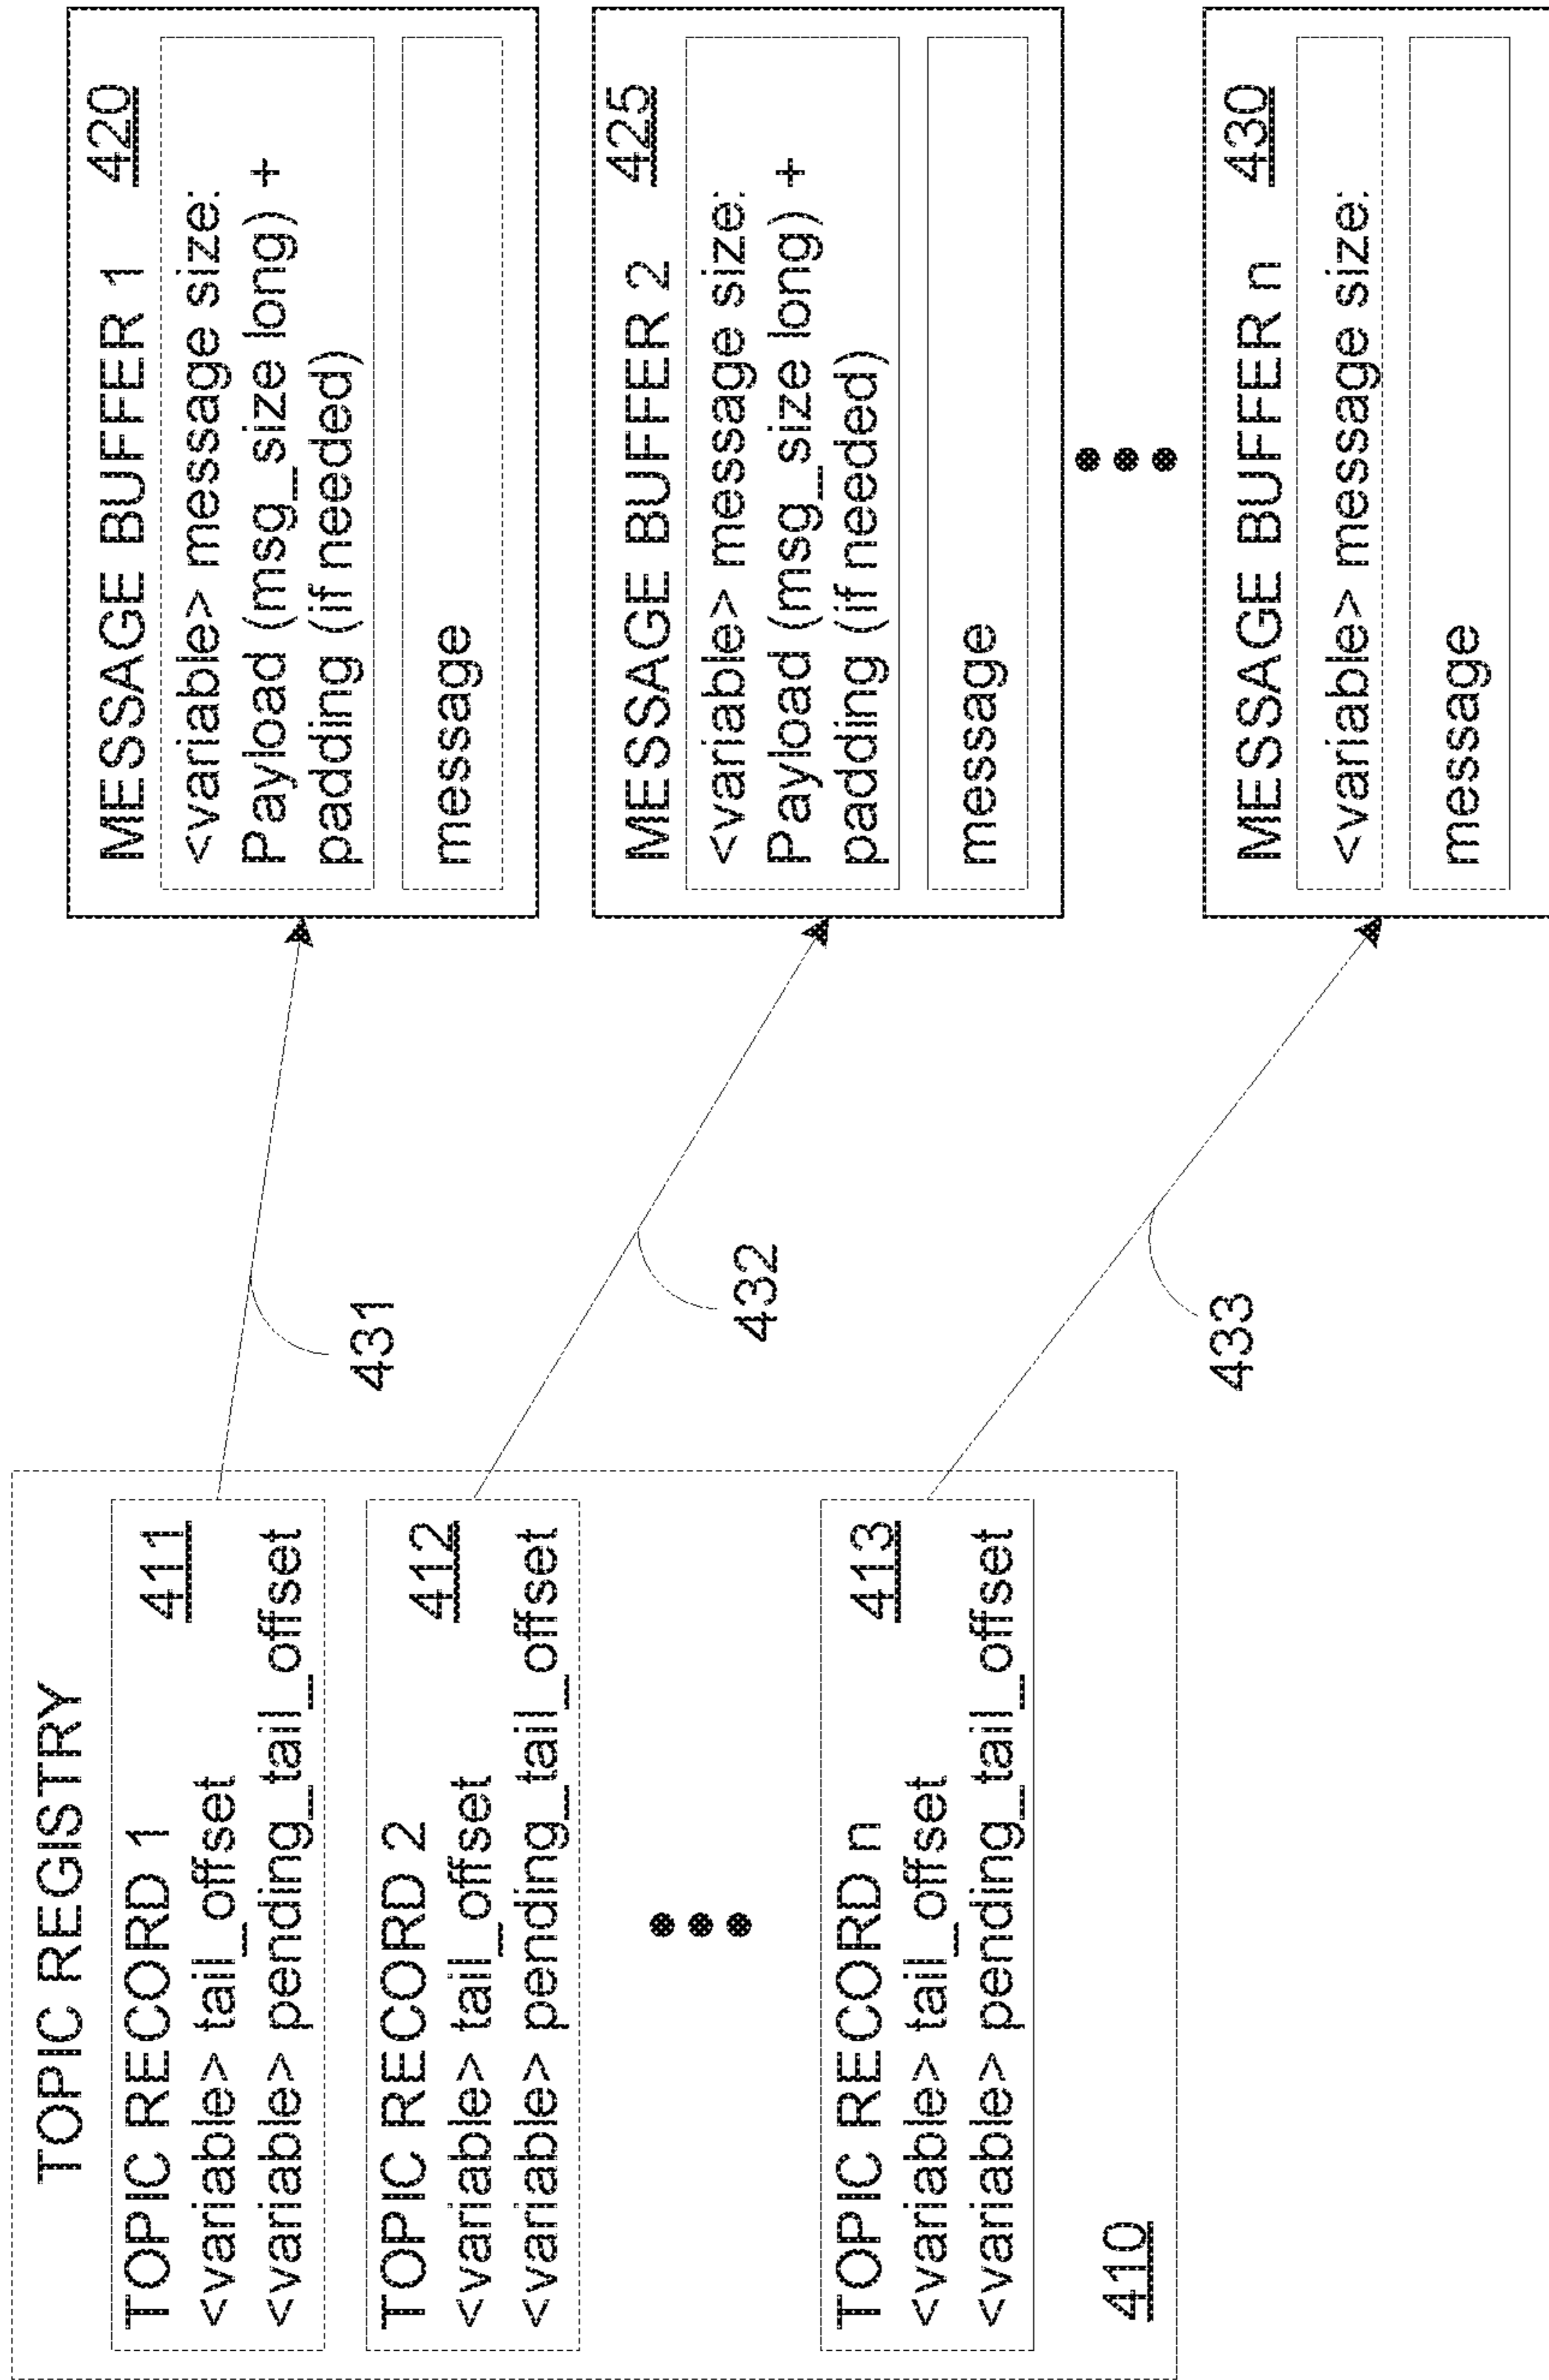 TOPIC REGISTRY
TOPIC RECORD 1 411
<variable> tail_offset
<variable> pending_tail_offset
TOPIC RECORD 2 412
<variable> tail_offset
<variable> pending_tail_offset
TOPIC RECORD n 413
<variable> tail_offset
<variable> pending_tail_offset
410
431
432
433
MESSAGE BUFFER 1 420
<variable> message size:
Payload (msg_size long) +
padding (if needed)
message
MESSAGE BUFFER 2 425
<variable> message size:
Payload (msg_size long) +
padding (if needed)
message
MESSAGE BUFFER n 430
<variable> message size:
message